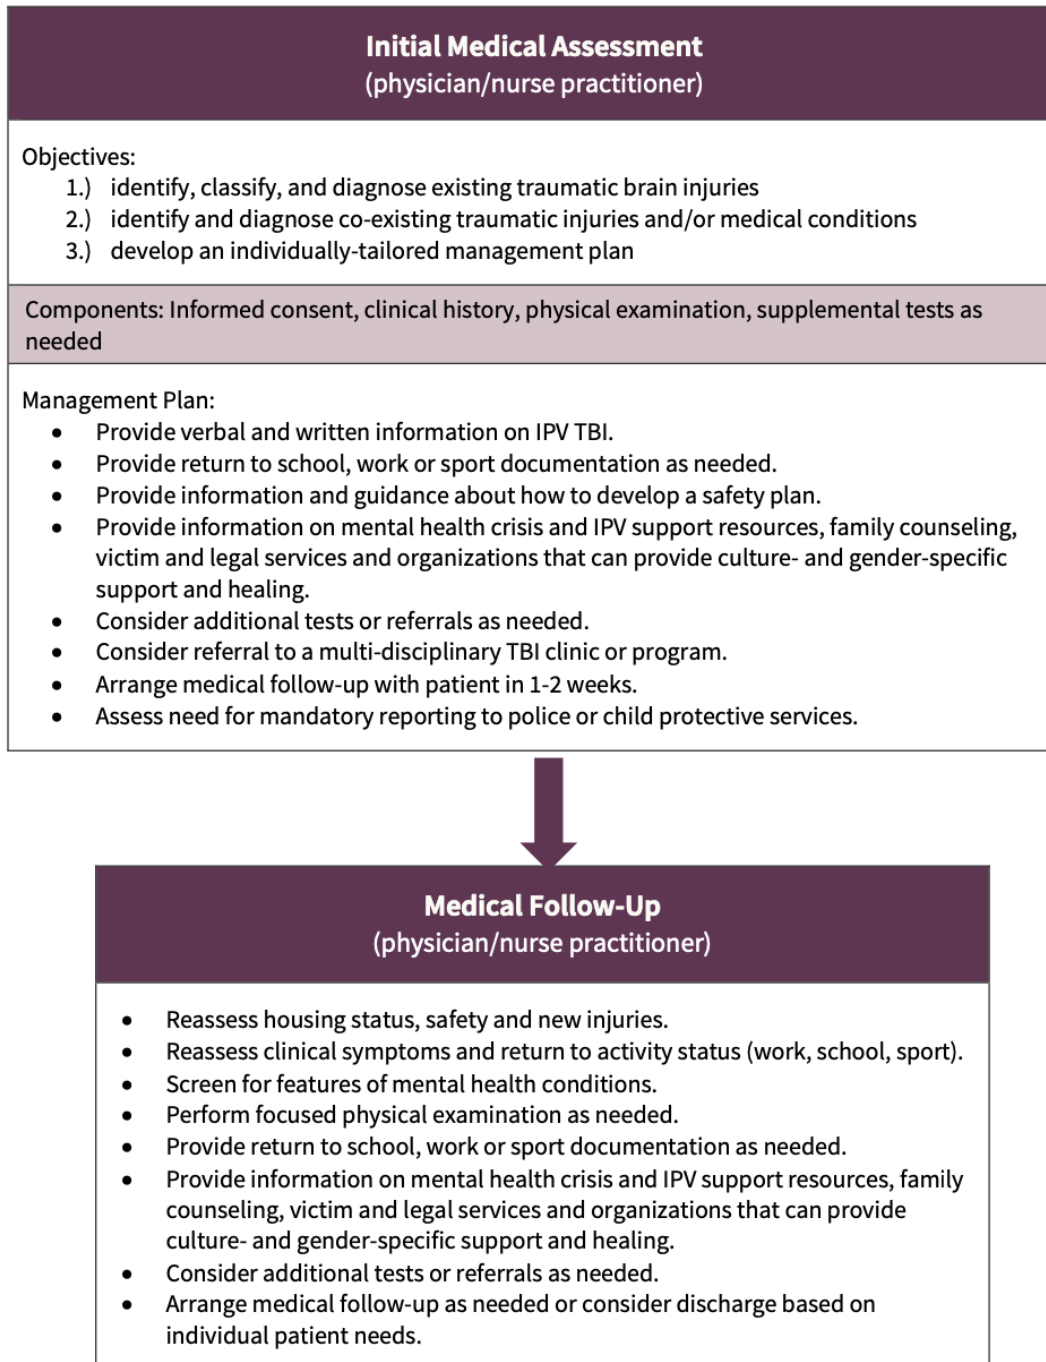 Initial Medical Assessment
(physician/nurse practitioner)
Objectives:
1.) identify, classify, and diagnose existing traumatic brain injuries
2.) identify and diagnose co-existing traumatic injuries and/or medical conditions
3.) develop an individually-tailored management plan
Components: Informed consent, clinical history, physical examination, supplemental tests as
needed
Management Plan:
• Provide verbal and written information on IPV TBI.
• Provide return to school, work or sport documentation as needed.
• Provide information and guidance about how to develop a safety plan.
• Provide information on mental health crisis and IPV support resources, family counseling,
victim and legal services and organizations that can provide culture- and gender-specific
support and healing.
• Consider additional tests or referrals as needed.
• Consider referral to a multi-disciplinary TBI clinic or program.
• Arrange medical follow-up with patient in 1-2 weeks.
• Assess need for mandatory reporting to police or child protective services.
Medical Follow-Up
(physician/nurse practitioner)
• Reassess housing status, safety and new injuries.
• Reassess clinical symptoms and return to activity status (work, school, sport).
• Screen for features of mental health conditions.
• Perform focused physical examination as needed.
• Provide return to school, work or sport documentation as needed.
• Provide information on mental health crisis and IPV support resources, family
counseling, victim and legal services and organizations that can provide
culture- and gender-specific support and healing.
• Consider additional tests or referrals as needed.
• Arrange medical follow-up as needed or consider discharge based on
individual patient needs.